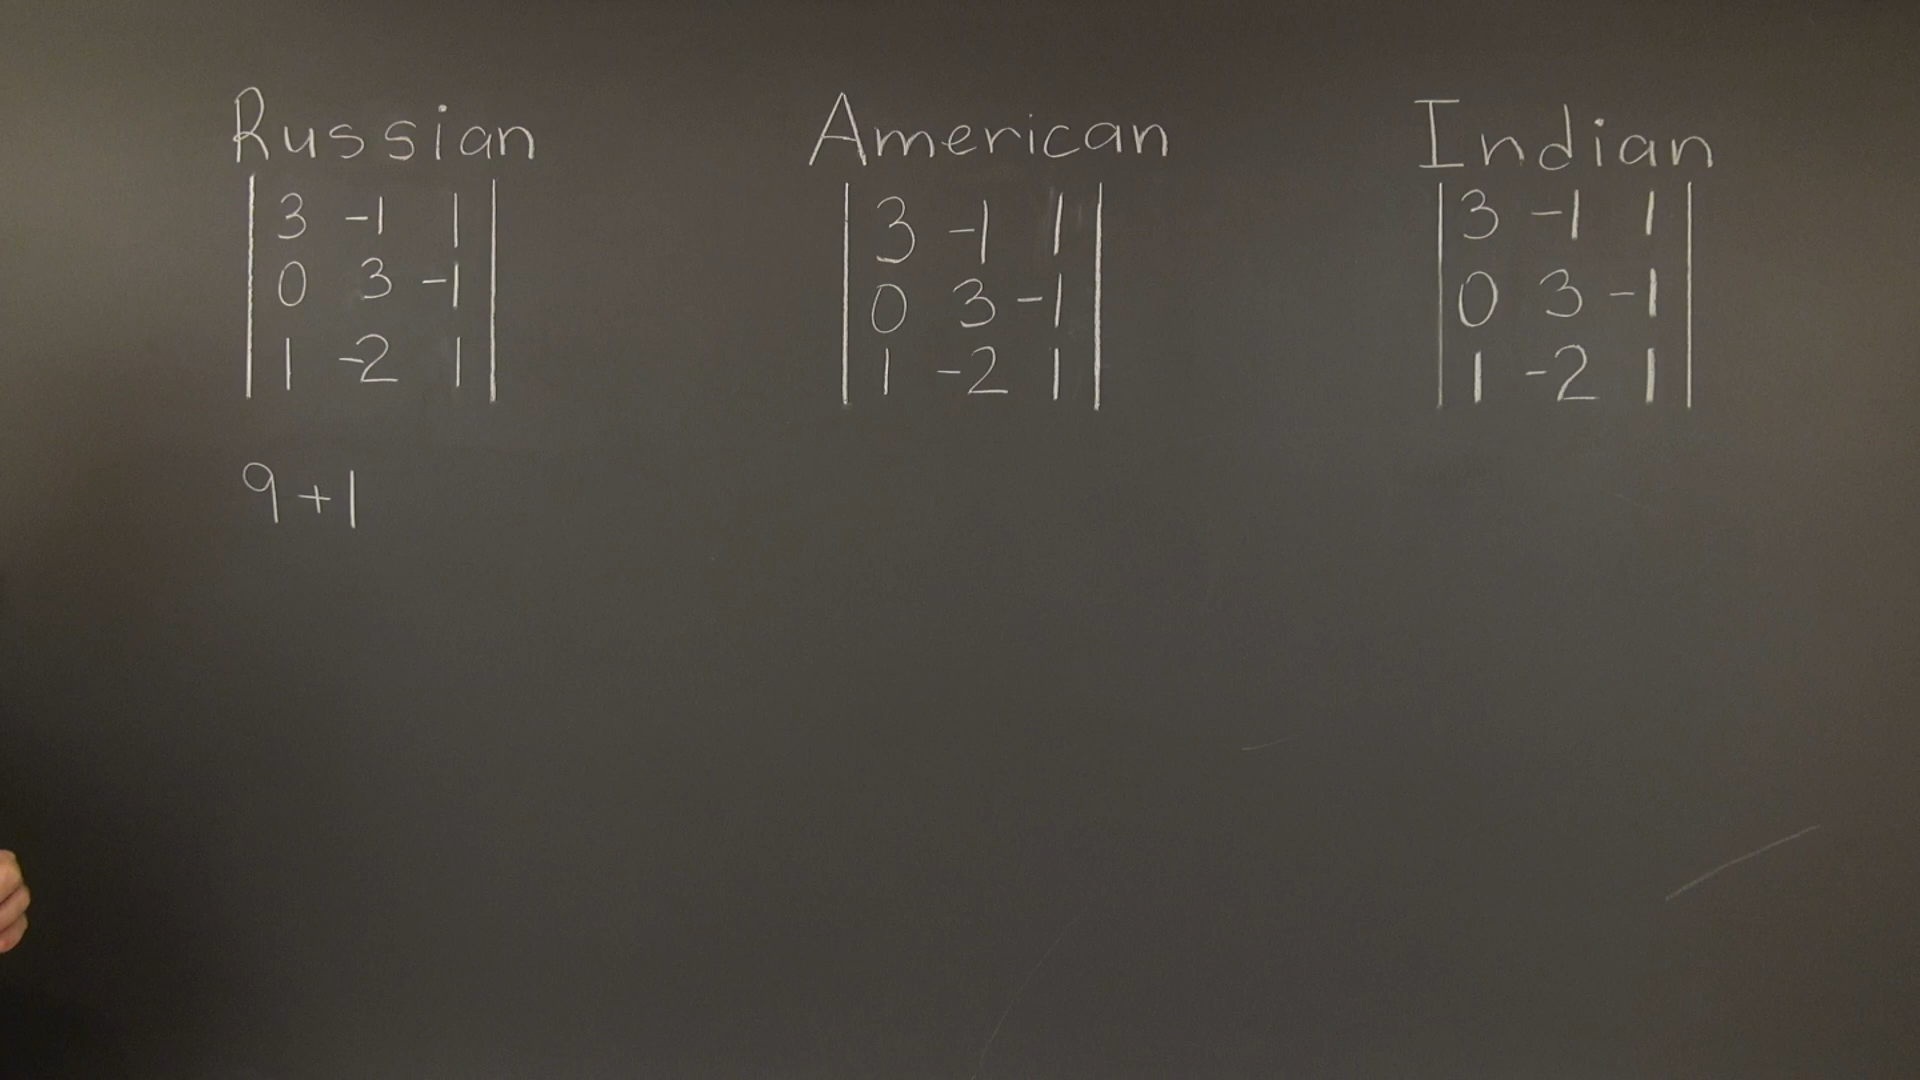 Russian American Indian
3 -1 1 3 -1 1 3 -1 1
0 3 -1 0 3 -1 0 3 -1
1 -2 1 1 -2 1 1 -2 1
9+1